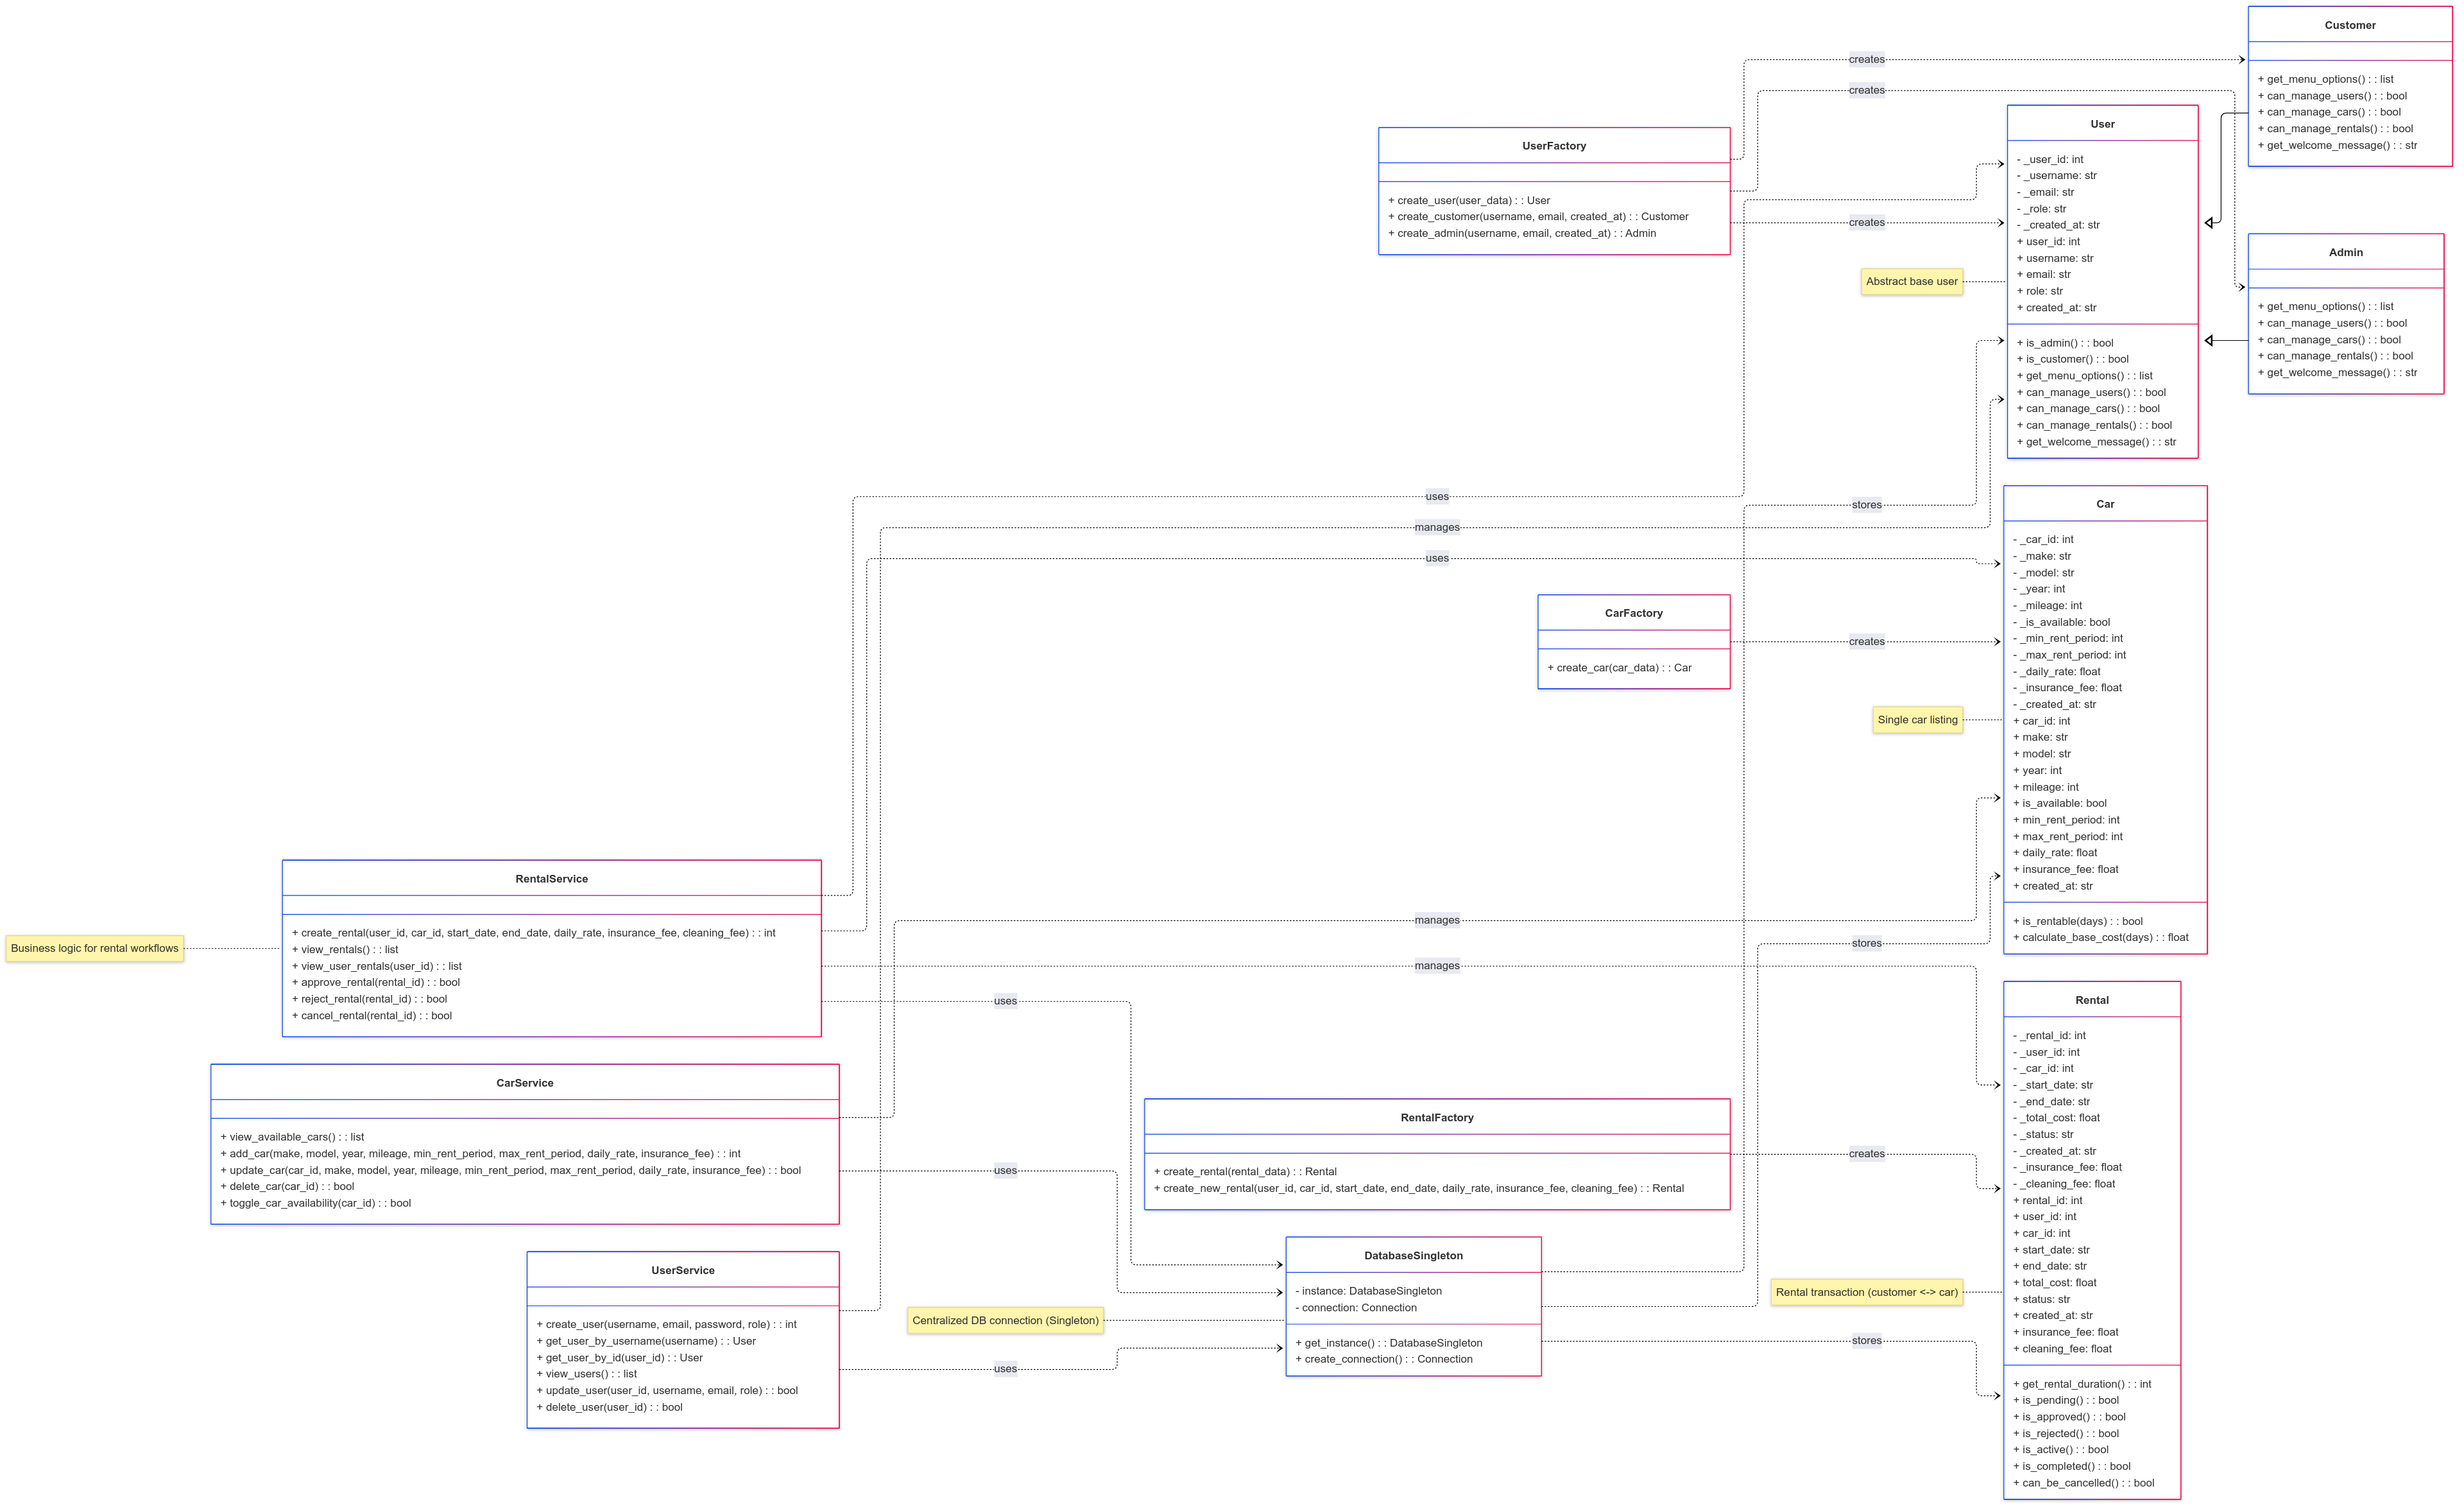 Customer
+ get_menu_options() : : list
+ can_manage_users() : : bool
+ can_manage_cars() : : bool
+ can_manage_rentals() : : bool
+ get_welcome_message() : : str
creates
creates
UserFactory
+ create_user(user_data) : : User
+ create_customer(username, email, created_at) : : Customer
+ create_admin(username, email, created_at) : : Admin
creates
User
- _user_id: int
- _username: str
- _email: str
- _role: str
- _created_at: str
+ user_id: int
+ username: str
+ email: str
+ role: str
+ created_at: str
+ is_admin() : : bool
+ is_customer() : : bool
+ get_menu_options() : : list
+ can_manage_users() : : bool
+ can_manage_cars() : : bool
+ can_manage_rentals() : : bool
+ get_welcome_message() : : str
Abstract base user
Admin
+ get_menu_options() : : list
+ can_manage_users() : : bool
+ can_manage_cars() : : bool
+ can_manage_rentals() : : bool
+ get_welcome_message() : : str
uses
stores
manages
uses
Car
- _car_id: int
- _make: str
- _model: str
- _year: int
- _mileage: int
- _is_available: bool
- _min_rent_period: int
- _max_rent_period: int
- _daily_rate: float
- _insurance_fee: float
- _created_at: str
+ car_id: int
+ make: str
+ model: str
+ year: int
+ mileage: int
+ is_available: bool
+ min_rent_period: int
+ max_rent_period: int
+ daily_rate: float
+ insurance_fee: float
+ created_at: str
+ is_rentable(days) : : bool
+ calculate_base_cost(days) : : float
CarFactory
+ create_car(car_data) : : Car
creates
Single car listing
RentalService
+ create_rental(user_id, car_id, start_date, end_date, daily_rate, insurance_fee, cleaning_fee) : : int
+ view_rentals() : : list
+ view_user_rentals(user_id) : : list
+ approve_rental(rental_id) : : bool
+ reject_rental(rental_id) : : bool
+ cancel_rental(rental_id) : : bool
Business logic for rental workflows
manages
stores
manages
uses
CarService
+ view_available_cars() : : list
+ add_car(make, model, year, mileage, min_rent_period, max_rent_period, daily_rate, insurance_fee) : : int
+ update_car(car_id, make, model, year, mileage, min_rent_period, max_rent_period, daily_rate, insurance_fee) : : bool
+ delete_car(car_id) : : bool
+ toggle_car_availability(car_id) : : bool
uses
RentalFactory
+ create_rental(rental_data) : : Rental
+ create_new_rental(user_id, car_id, start_date, end_date, daily_rate, insurance_fee, cleaning_fee) : : Rental
creates
Rental
- _rental_id: int
- _user_id: int
- _car_id: int
- _start_date: str
- _end_date: str
- _total_cost: float
- _status: str
- _created_at: str
- _insurance_fee: float
- _cleaning_fee: float
+ rental_id: int
+ user_id: int
+ car_id: int
+ start_date: str
+ end_date: str
+ total_cost: float
+ status: str
+ created_at: str
+ insurance_fee: float
+ cleaning_fee: float
+ get_rental_duration() : : int
+ is_pending() : : bool
+ is_approved() : : bool
+ is_rejected() : : bool
+ is_active() : : bool
+ is_completed() : : bool
+ can_be_cancelled() : : bool
UserService
+ create_user(username, email, password, role) : : int
+ get_user_by_username(username) : : User
+ get_user_by_id(user_id) : : User
+ view_users() : : list
+ update_user(user_id, username, email, role) : : bool
+ delete_user(user_id) : : bool
uses
DatabaseSingleton
- instance: DatabaseSingleton
- connection: Connection
+ get_instance() : : DatabaseSingleton
+ create_connection() : : Connection
Centralized DB connection (Singleton)
Rental transaction (customer <-> car)
stores